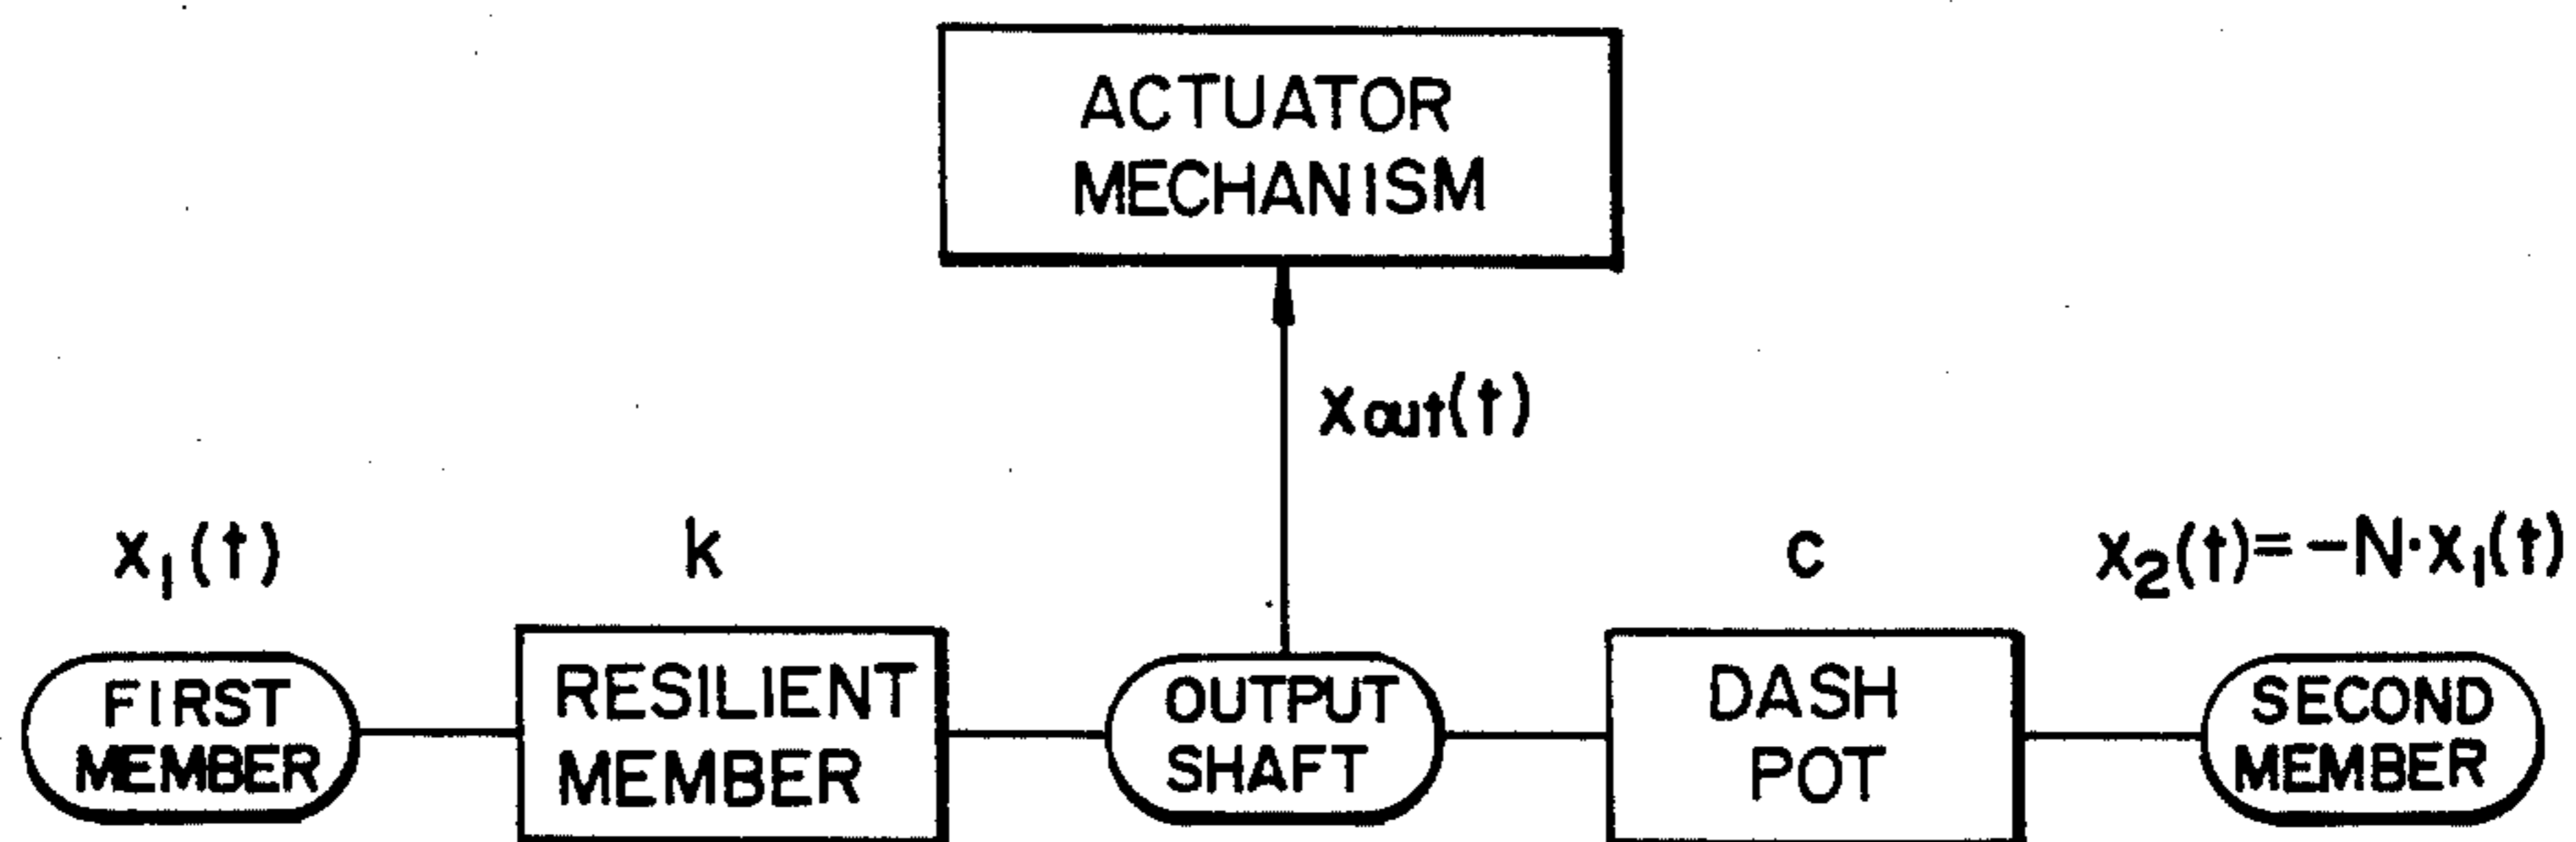 ACTUATOR
MECHANISM
xout(t)
x₁(t)
k
c
x₂(t)=-N·x₁(t)
FIRST
MEMBER
RESILIENT
MEMBER
OUTPUT
SHAFT
DASH
POT
SECOND
MEMBER